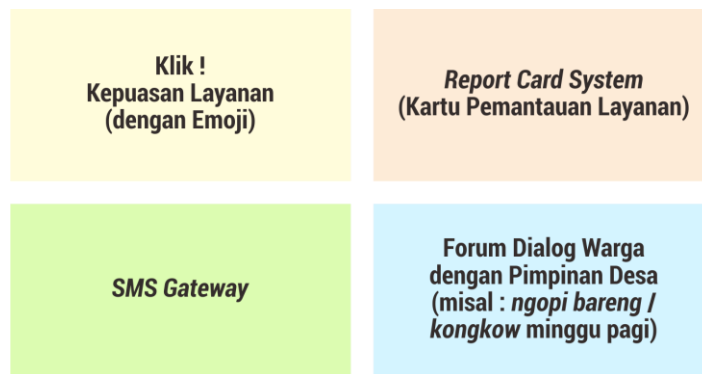 Klik !
Kepuasan Layanan
(dengan Emoji)
Report Card System
(Kartu Pemantauan Layanan)
SMS Gateway
Forum Dialog Warga
dengan Pimpinan Desa
(misal : ngopi bareng /
kongkow minggu pagi)